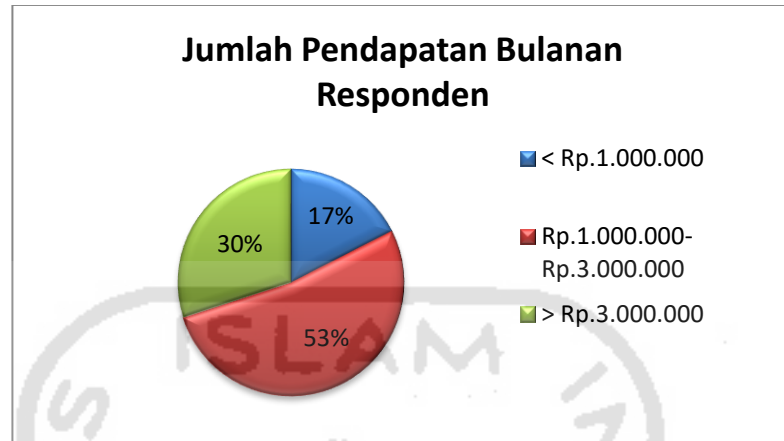 Jumlah Pendapatan Bulanan
Responden
17%
30%
53%
< Rp.1.000.000
Rp.1.000.000-
Rp.3.000.000
> Rp.3.000.000
S ISLAM